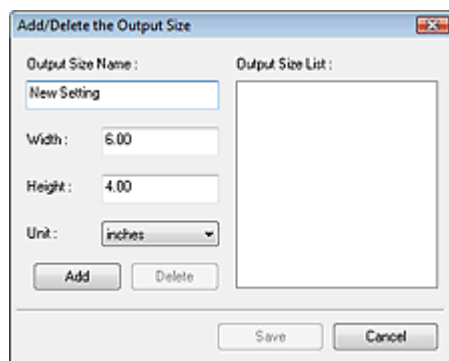 Add/Delete the Output Size
Output Size Name :
Output Size List :
New Setting
Width :
6.00
Height :
4.00
Unit :
inches
Add
Delete
Save
Cancel